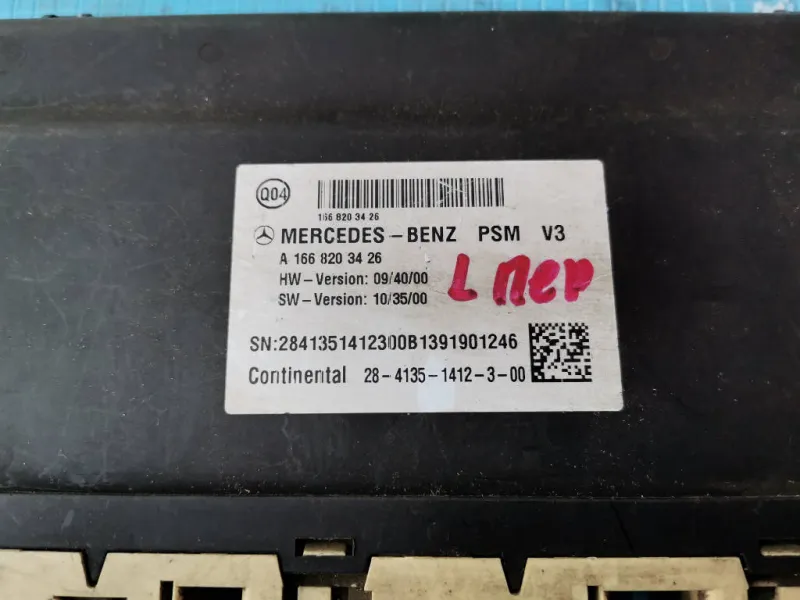 Q04
166 820 34 26
MERCEDES-BENZ PSM V3
A 166 820 34 26
HW-Version: 09/40/00
SW-Version: 10/35/00
L пер
SN:2841351412300B1391901246
Continental 28-4135-1412-3-00